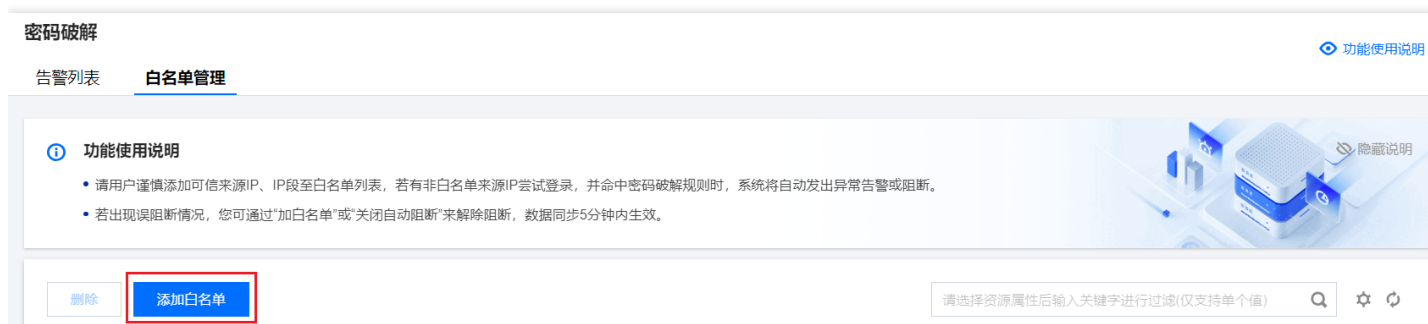 密码破解
功能使用说明
告警列表 白名单管理
功能使用说明
隐藏说明
• 请用户谨慎添加可信来源IP、IP段至白名单列表，若有非白名单来源IP尝试登录，并命中密码破解规则时，系统将自动发出异常告警或阻断。
• 若出现误阻断情况，您可通过“加白名单”或“关闭自动阻断”来解除阻断，数据同步5分钟内生效。
删除 添加白名单 请选择资源属性后输入关键字进行过滤(仅支持单个值)